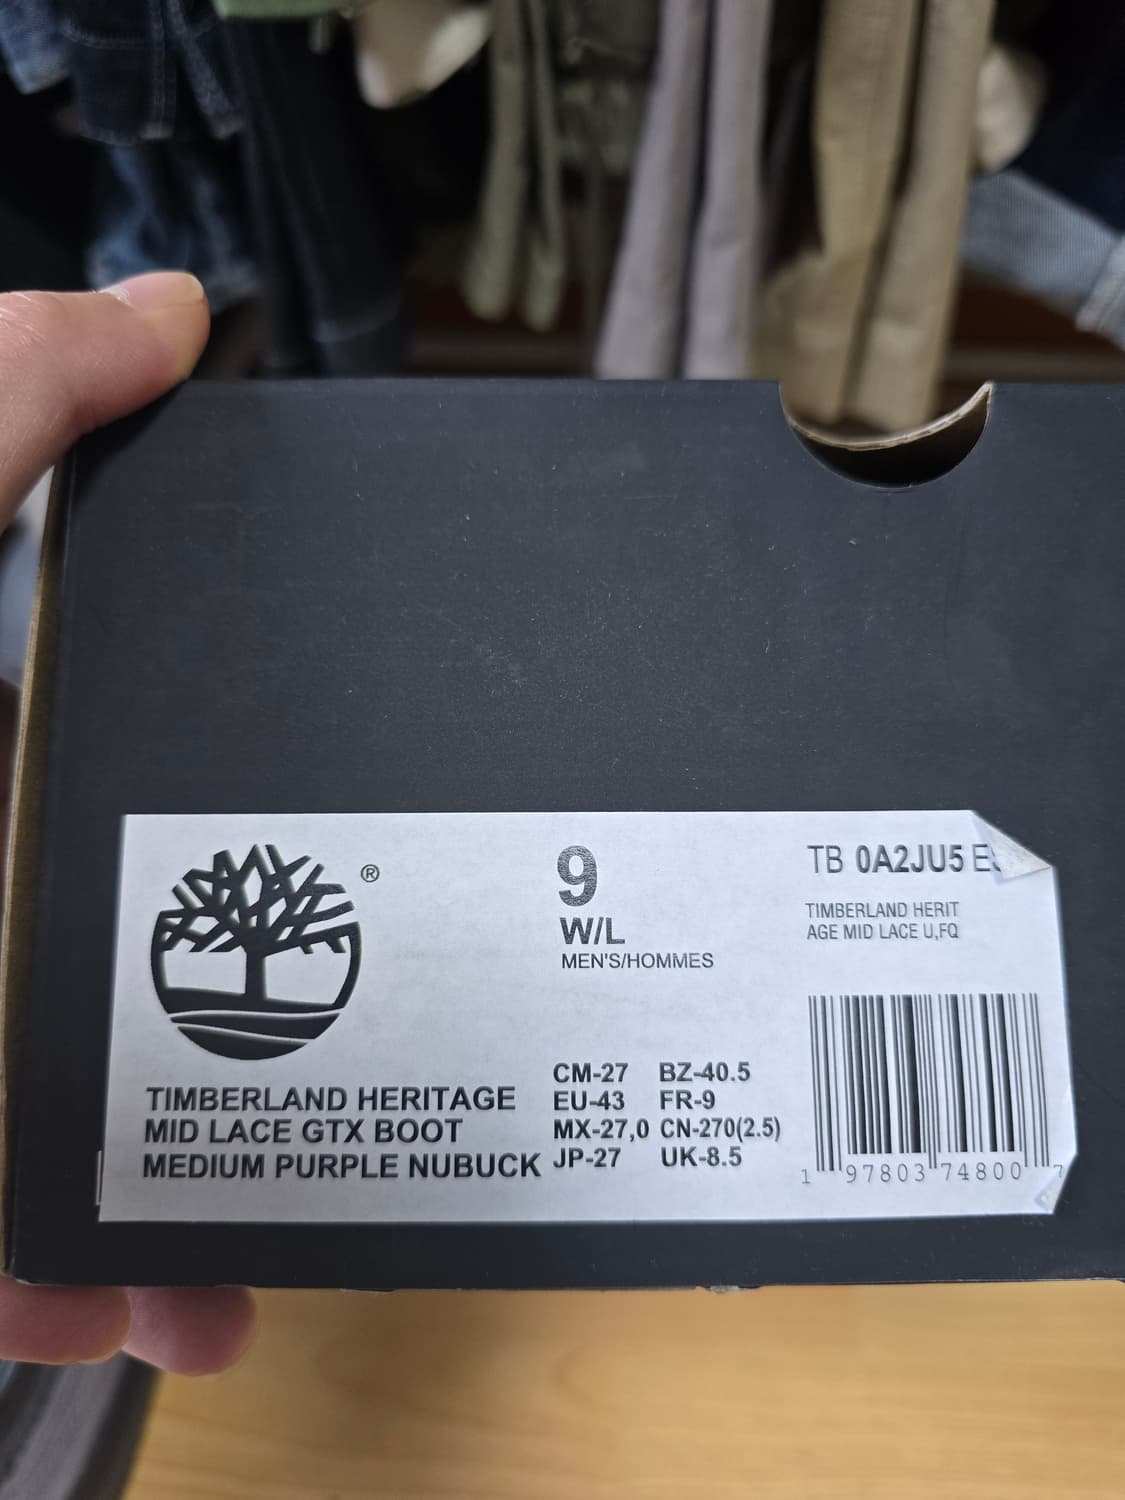 ®
9
W/L
MEN'S/HOMMES
TB 0A2JU5
TIMBERLAND HERIT
AGE MID LACE U,FQ
TIMBERLAND HERITAGE
MID LACE GTX BOOT
MEDIUM PURPLE NUBUCK
CM-27 BZ-40.5
EU-43 FR-9
MX-27,0 CN-270(2.5)
JP-27 UK-8.5
1 97803 74800 7